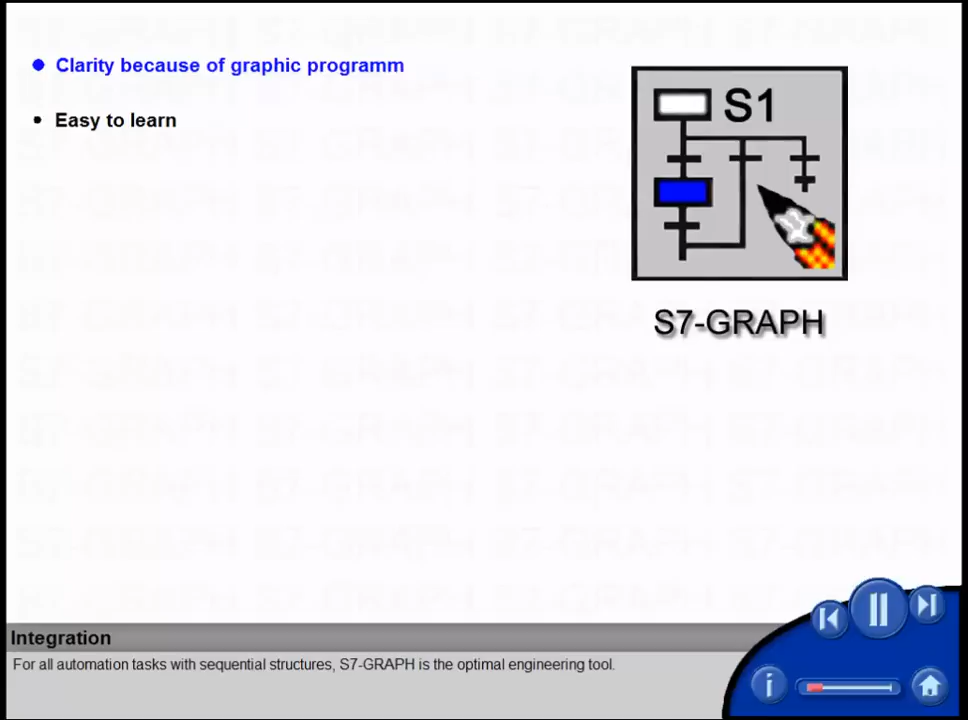 Clarity because of graphic programm
Easy to learn
S1
S7-GRAPH
Integration
For all automation tasks with sequential structures, S7-GRAPH is the optimal engineering tool.
i